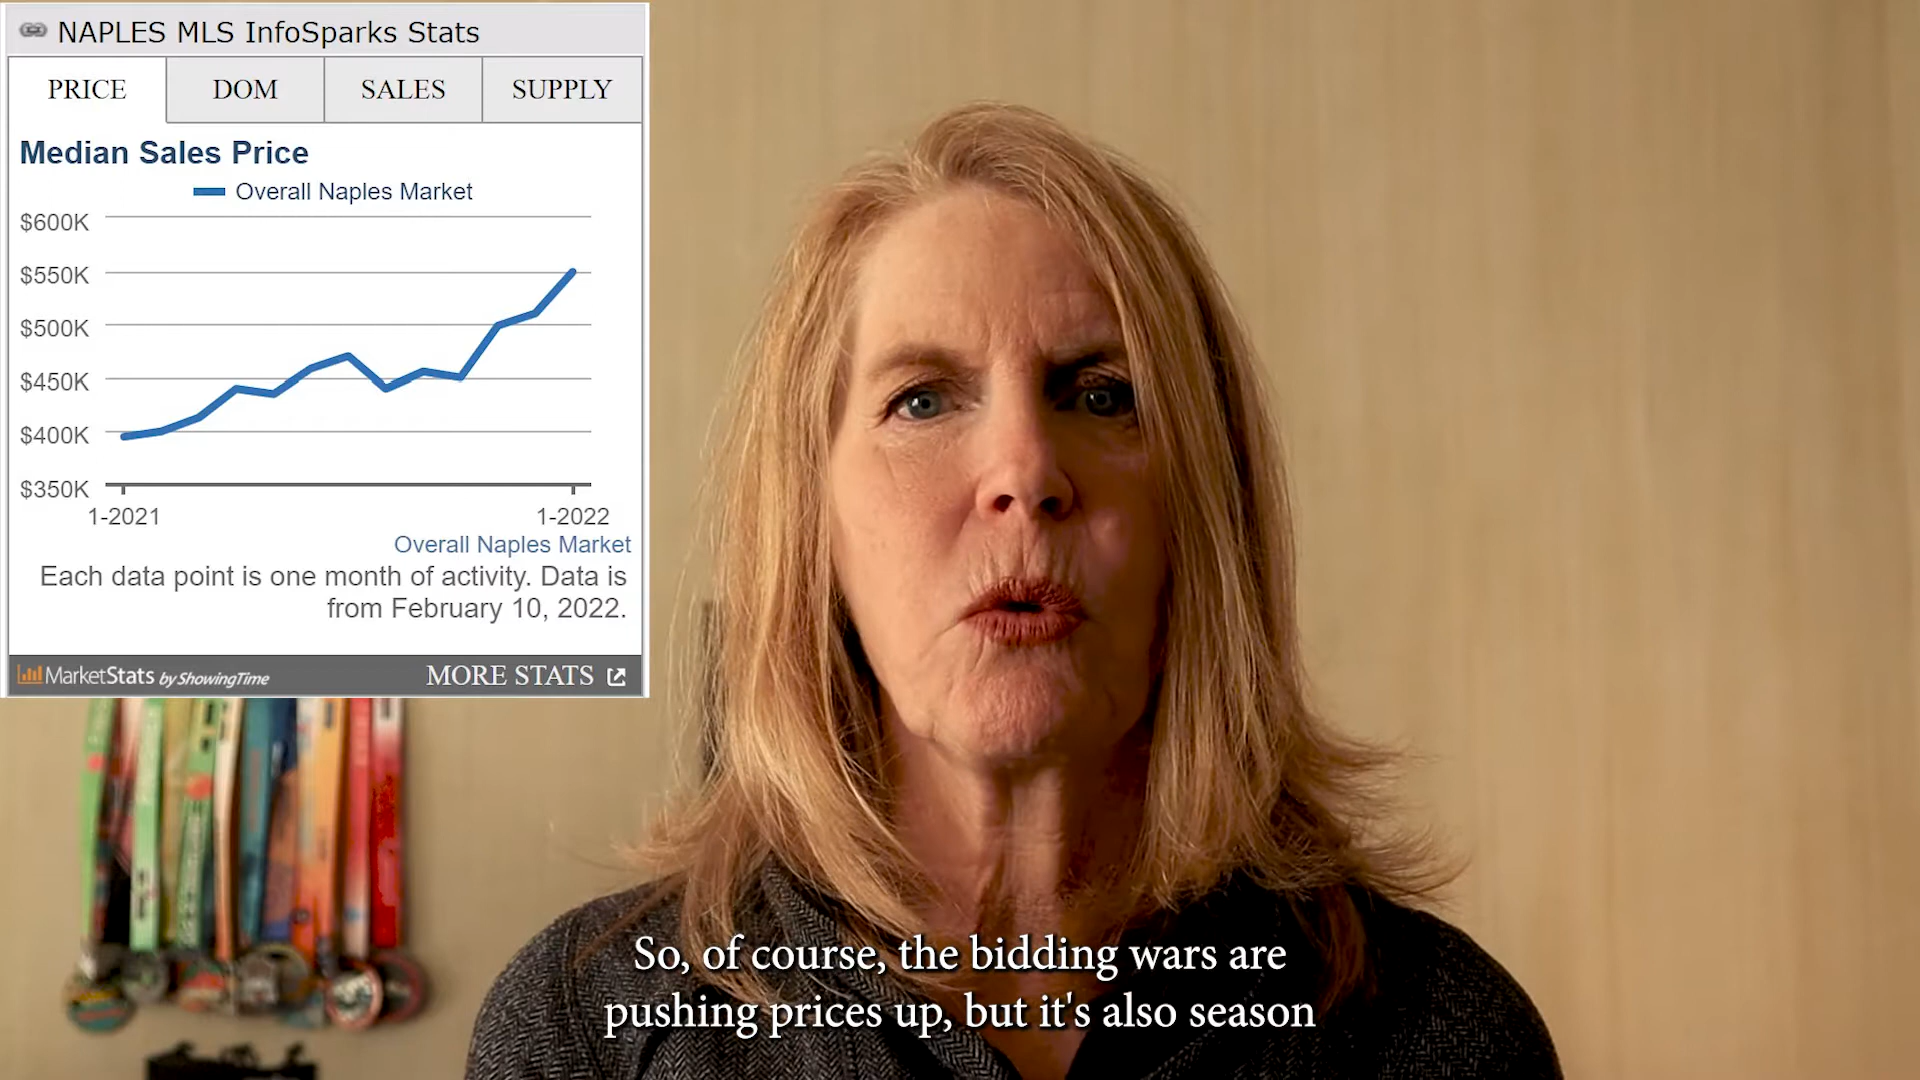 NAPLES MLS InfoSparks Stats
PRICE DOM SALES SUPPLY
Median Sales Price
Overall Naples Market
$600K
$550K
$500K
$450K
$400K
$350K
1-2021 1-2022
Overall Naples Market
Each data point is one month of activity. Data is
from February 10, 2022.
MarketStats by ShowingTime MORE STATS
So, of course, the bidding wars are
pushing prices up, but it's also season